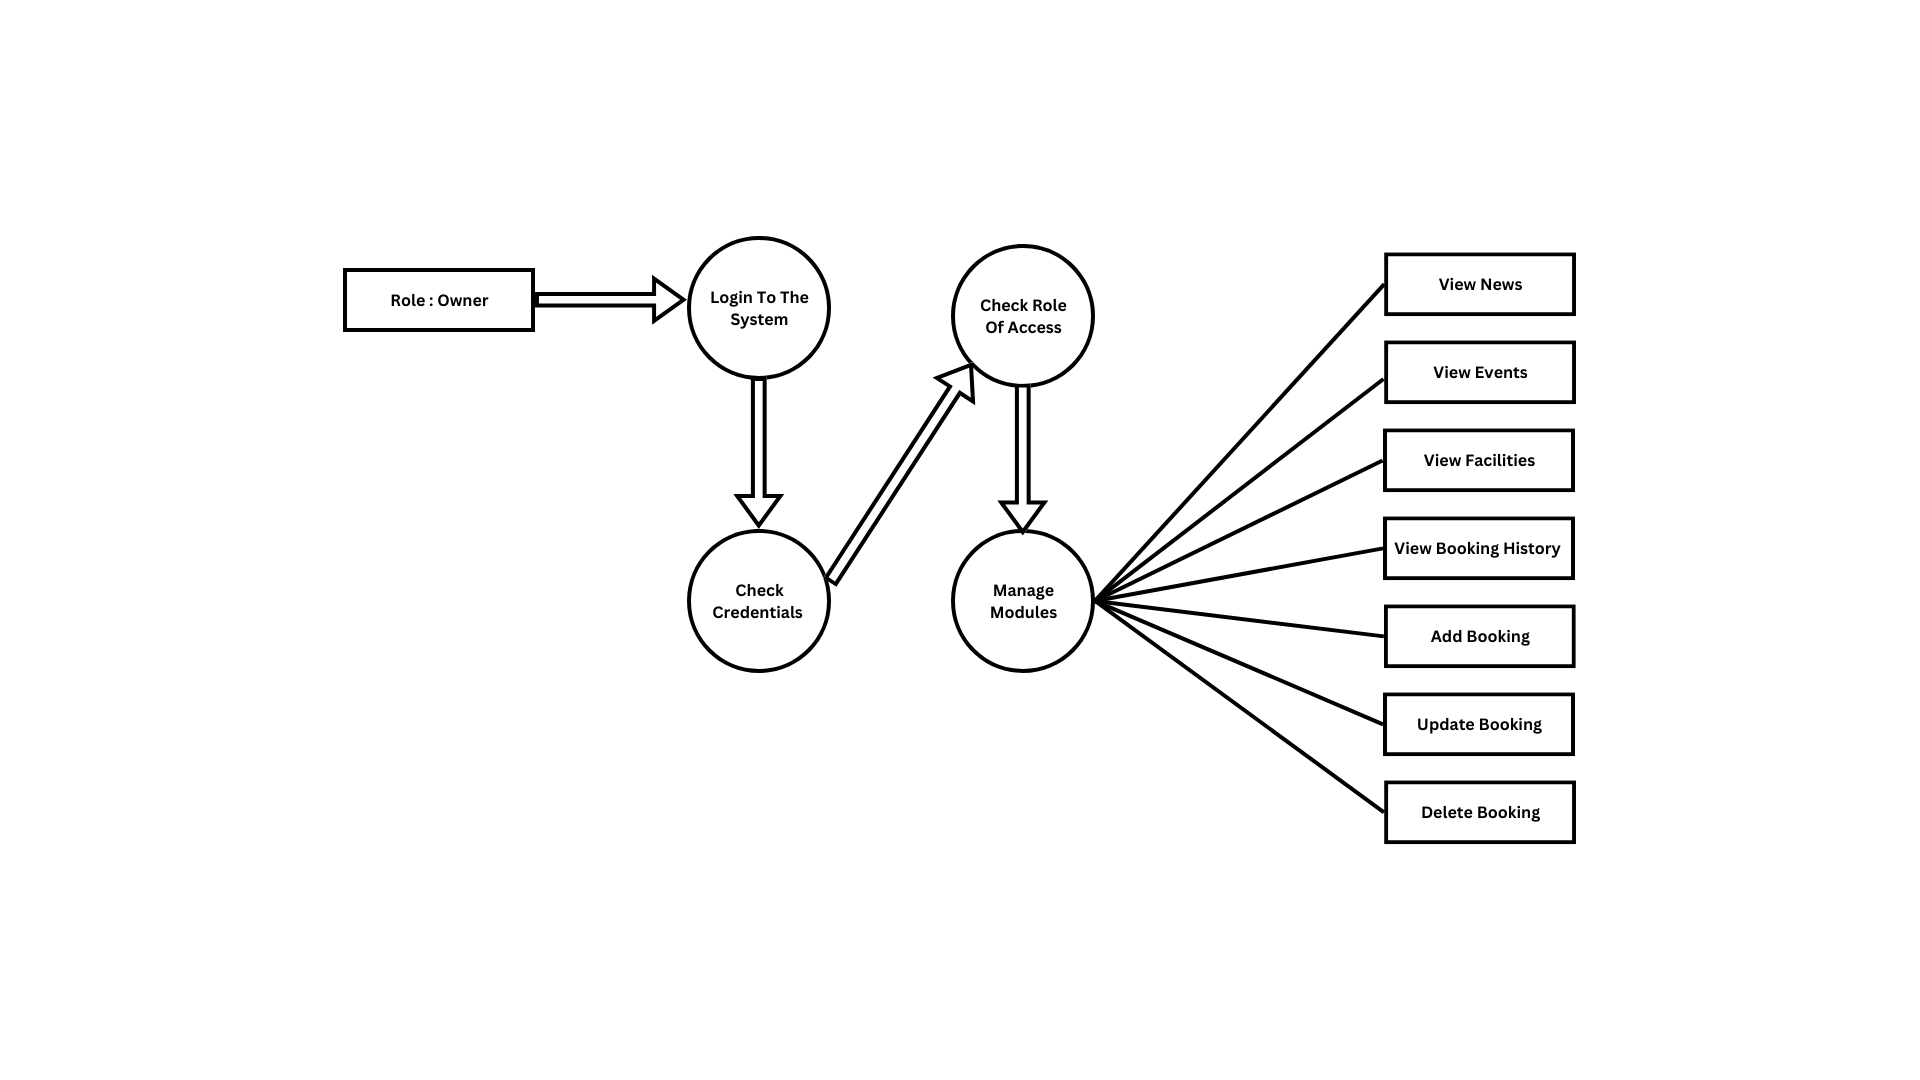 Role : Owner
Login To The
System
Check
Credentials
Check Role
Of Access
Manage
Modules
View News
View Events
View Facilities
View Booking History
Add Booking
Update Booking
Delete Booking